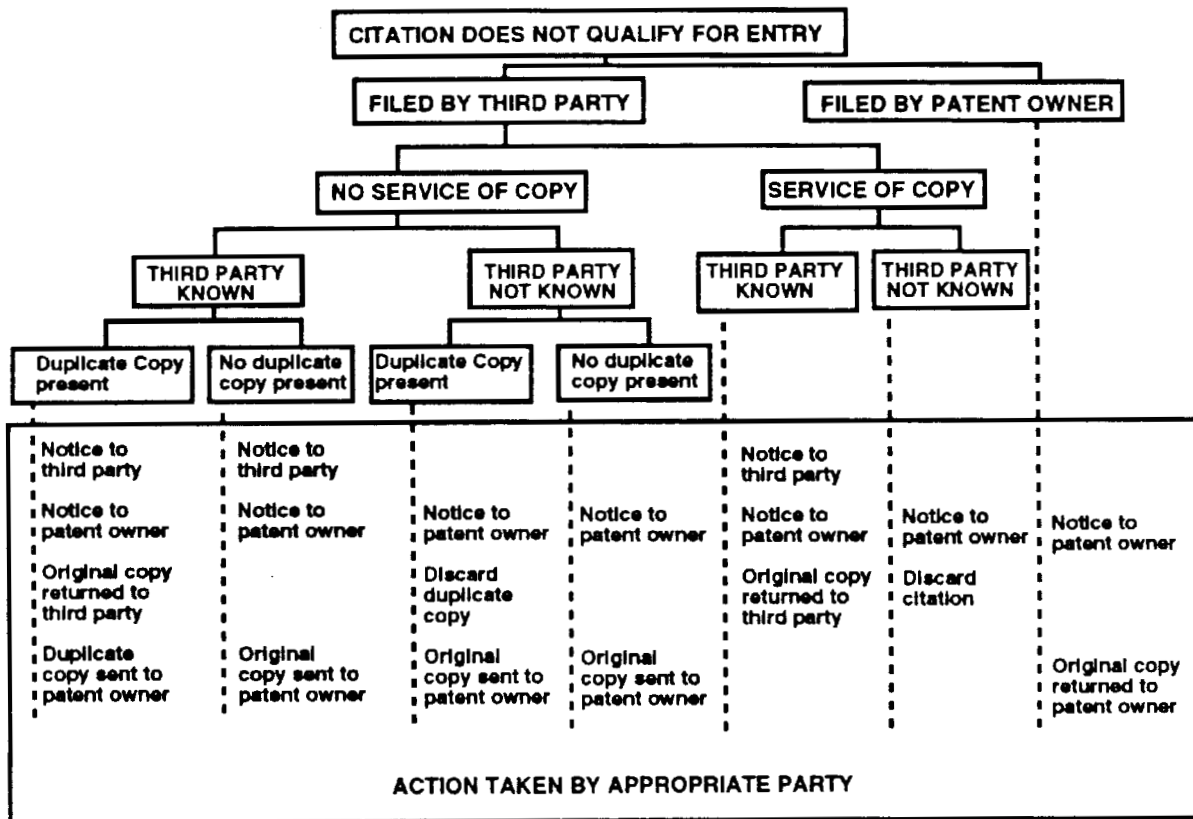 CITATION DOES NOT QUALIFY FOR ENTRY
FILED BY THIRD PARTY
FILED BY PATENT OWNER
NO SERVICE OF COPY
SERVICE OF COPY
THIRD PARTY
KNOWN
THIRD PARTY
NOT KNOWN
THIRD PARTY
KNOWN
THIRD PARTY
NOT KNOWN
Duplicate Copy
present
No duplicate
copy present
Duplicate Copy
present
No duplicate
copy present
Notice to
third party
Notice to
third party
Notice to
third party
Notice to
patent owner
Notice to
patent owner
Notice to
patent owner
Notice to
patent owner
Notice to
patent owner
Notice to
patent owner
Notice to
patent owner
Original copy
returned to
third party
Discard
duplicate
copy
Original copy
returned to
third party
Discard
citation
Duplicate
copy sent to
patent owner
Original
copy sent to
patent owner
Original
copy sent to
patent owner
Original
copy sent to
patent owner
Original copy
returned to
patent owner
ACTION TAKEN BY APPROPRIATE PARTY